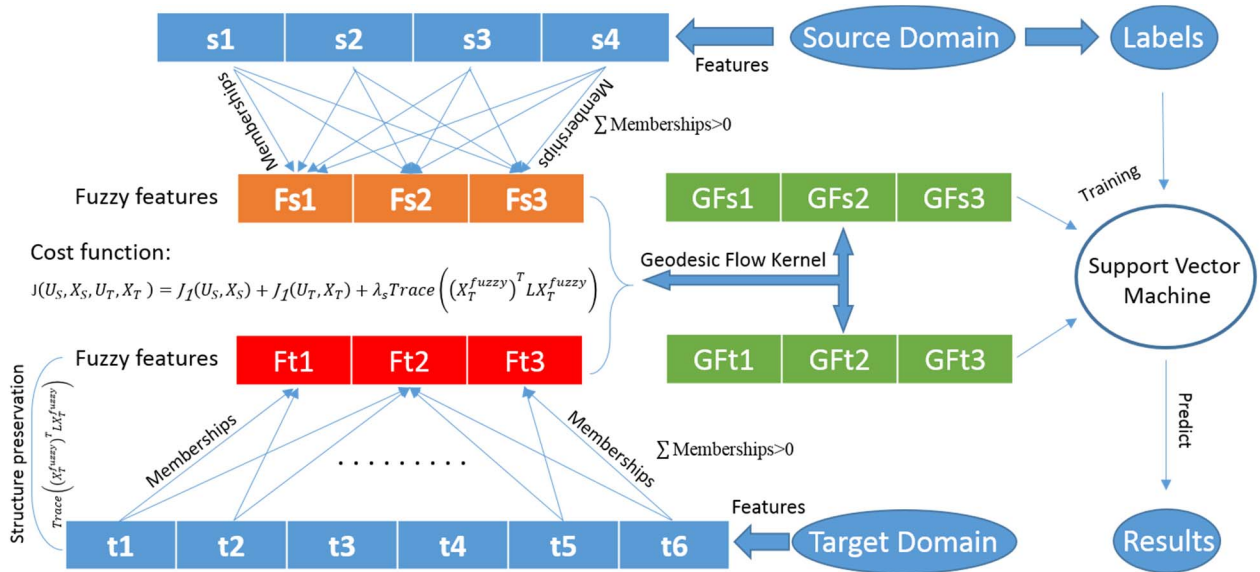 s1 s2 s3 s4
Source Domain
Labels
Features
Memberships
Memberships
∑ Memberships>0
Fuzzy features
Fs1 Fs2 Fs3
GFs1 GFs2 GFs3
Training
Cost function:
J(U_S, X_S, U_T, X_T) = J_1(U_S, X_S) + J_1(U_T, X_T) + λ_s Trace((X_T^{fuzzy})^T LX_T^{fuzzy})
Geodesic Flow Kernel
Support Vector
Machine
Fuzzy features
Ft1 Ft2 Ft3
GFt1 GFt2 GFt3
Structure preservation
Trace((X_T^{fuzzy})^T LX_T^{fuzzy})
Memberships
Memberships
. . . . . . . . .
∑ Memberships>0
Predict
t1 t2 t3 t4 t5 t6
Features
Target Domain
Results